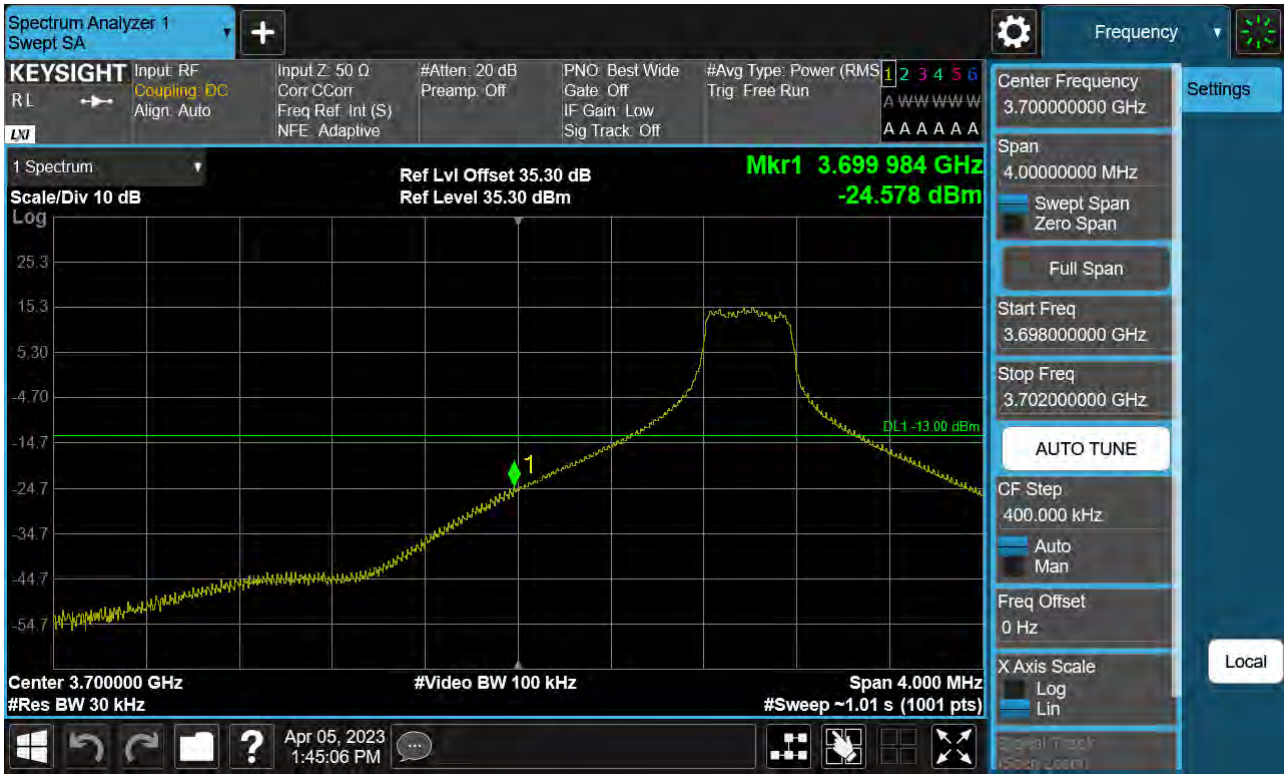 Spectrum Analyzer 1
Swept SA
+
Frequency
KEYSIGHT
RL
LXI
Input: RF
Coupling: DC
Align: Auto
Input Z: 50 Ω
Corr CCorr
Freq Ref: Int (S)
NFE: Adaptive
#Atten: 20 dB
Preamp: Off
PNO: Best Wide
Gate: Off
IF Gain: Low
Sig Track: Off
#Avg Type: Power (RMS
Trig: Free Run
1 2 3 4 5 6
A W W W W W
A A A A A A
1 Spectrum
Scale/Div 10 dB
Log
Ref Lvl Offset 35.30 dB
Ref Level 35.30 dBm
Mkr1 3.699 984 GHz
-24.578 dBm
25.3
15.3
5.30
-4.70
-14.7
-24.7
-34.7
-44.7
-54.7
1
DL1 -13.00 dBm
Center 3.700000 GHz
#Res BW 30 kHz
#Video BW 100 kHz
Span 4.000 MHz
#Sweep ~1.01 s (1001 pts)
Center Frequency
3.700000000 GHz
Settings
Span
4.00000000 MHz
Swept Span
Zero Span
Full Span
Start Freq
3.698000000 GHz
Stop Freq
3.702000000 GHz
AUTO TUNE
CF Step
400.000 kHz
Auto
Man
Freq Offset
0 Hz
X Axis Scale
Log
Lin
Signal Track
(Span Zoom)
Local
?
Apr 05, 2023
1:45:06 PM